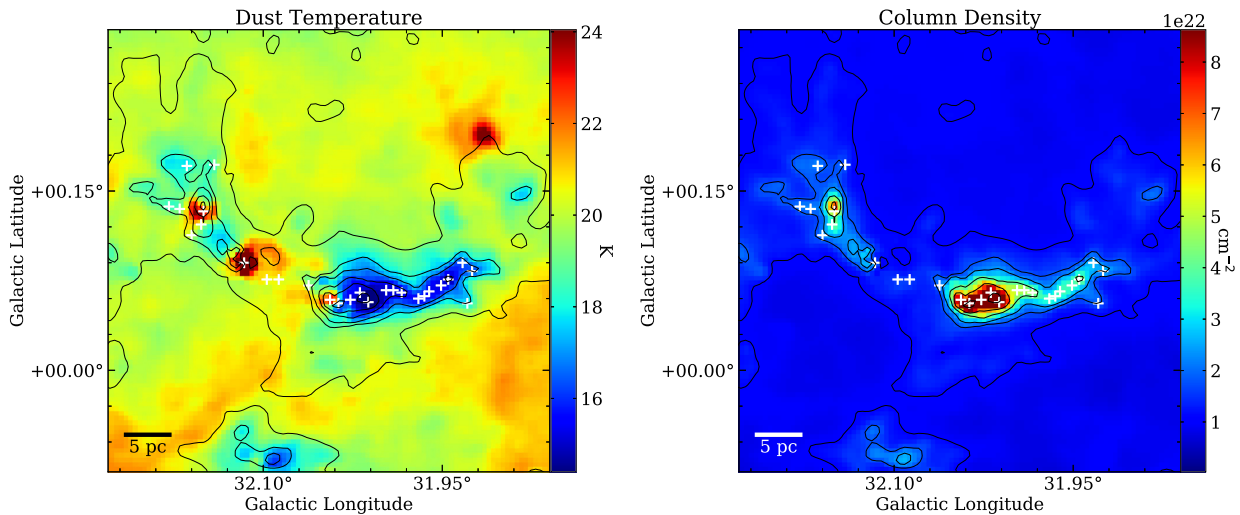 Dust Temperature
Galactic Latitude
+00.15°
+00.00°
5 pc
32.10°
31.95°
Galactic Longitude
24
22
20
18
16
K
Column Density
1e22
Galactic Latitude
+00.15°
+00.00°
5 pc
32.10°
31.95°
Galactic Longitude
8
7
6
5
4
3
2
1
cm−2